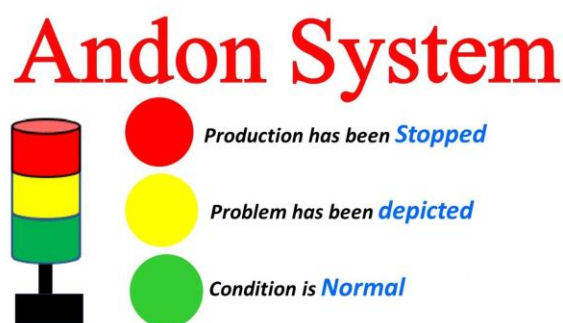 Andon System
Production has been Stopped
Problem has been depicted
Condition is Normal